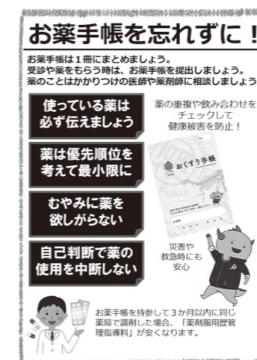 お薬手帳を忘れずに！
お薬手帳は１冊にまとめましょう。
受診や薬をもらう時は、お薬手帳を提出しましょう。
薬のことはかかりつけの医師や薬剤師に相談しましょう
使っている薬は
必ず伝えましょう
薬の重複や飲み合わせを
チェックして
健康被害を防止！
薬は優先順位を
考えて最小限に
おくすり手帳
むやみに薬を
欲しがらない
自己判断で薬の
使用を中断しない
災害や
救急時にも
安心
お薬手帳を持参して３か月以内に同じ
薬局で調剤した場合、「薬剤服用歴管
理指導料」が安くなります。